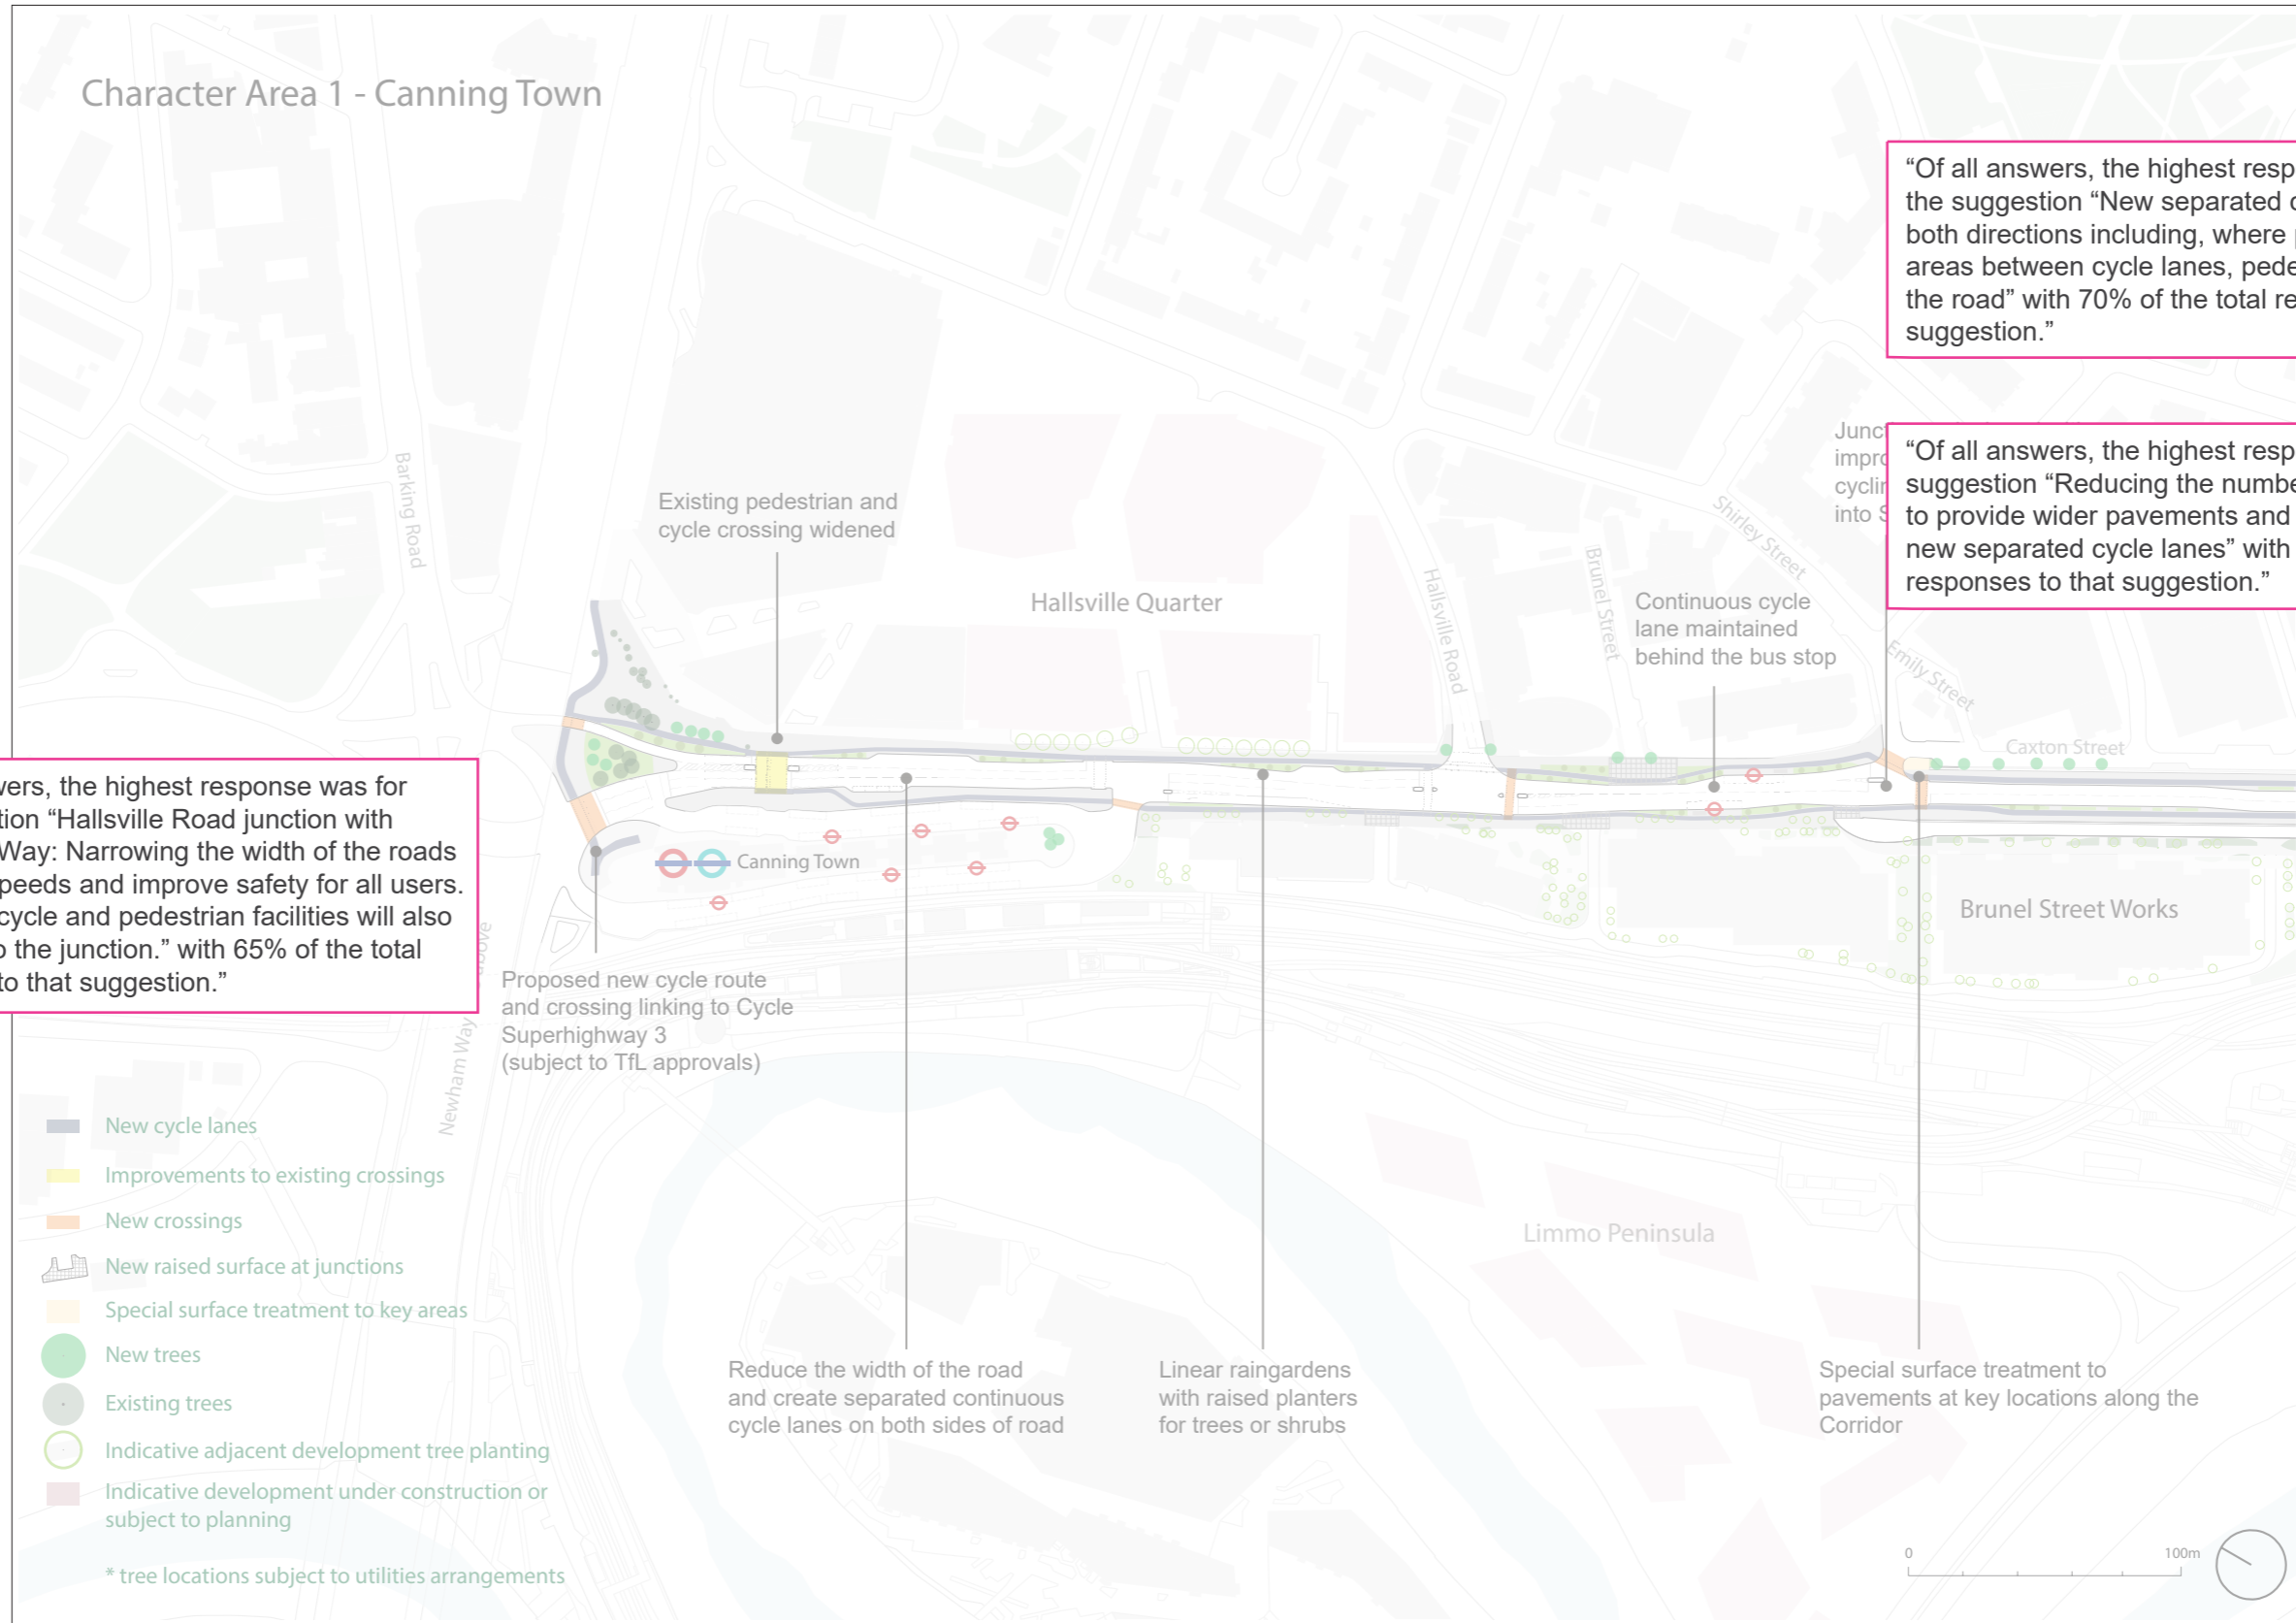 Character Area 1 - Canning Town
“Of all answers, the highest
the suggestion “New separated
both directions including, where
areas between cycle lanes,
the road” with 70% of the total
suggestion.”
Barking Road
Existing pedestrian and
cycle crossing widened
Hallsville Quarter
Hallsville Road
Brunel Street
Shirley Street
into
“Of all answers, the highest
suggestion “Reducing the
to provide wider pavements and
new separated cycle lanes” with
responses to that suggestion.”
Continuous cycle
lane maintained
behind the bus stop
Emily Street
Caxton Street
the highest response was for
“Hallsville Road junction with
Way: Narrowing the width of the roads
and improve safety for all users.
cycle and pedestrian facilities will also
the junction.” with 65% of the total
to that suggestion.”
Canning Town
Brunel Street Works
Newham Way
above
Proposed new cycle route
and crossing linking to Cycle
Superhighway 3
(subject to TfL approvals)
Limmo Peninsula
Reduce the width of the road
and create separated continuous
cycle lanes on both sides of road
Linear raingardens
with raised planters
for trees or shrubs
Special surface treatment to
pavements at key locations along the
Corridor
New cycle lanes
Improvements to existing crossings
New crossings
New raised surface at junctions
Special surface treatment to key areas
New trees
Existing trees
Indicative adjacent development tree planting
Indicative development under construction or
subject to planning
* tree locations subject to utilities arrangements
0 100m